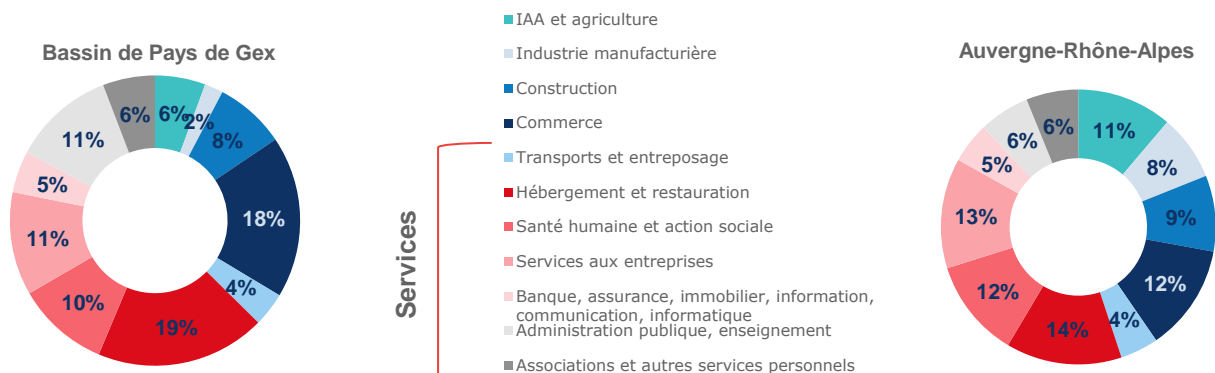 Bassin de Pays de Gex
6%
2%
8%
18%
4%
19%
10%
11%
5%
11%
6%
Services
IAA et agriculture
Industrie manufacturière
Construction
Commerce
Transports et entreposage
Hébergement et restauration
Santé humaine et action sociale
Services aux entreprises
Banque, assurance, immobilier, information,
communication, informatique
Administration publique, enseignement
Associations et autres services personnels
Auvergne-Rhône-Alpes
11%
8%
9%
12%
4%
14%
12%
13%
5%
6%
6%